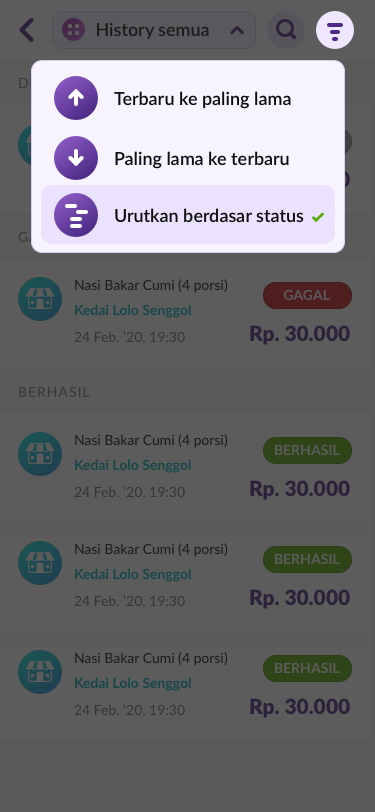 History semua
Terbaru ke paling lama
Paling lama ke terbaru
Urutkan berdasar status
Nasi Bakar Cumi (4 porsi)
Kedai Lolo Senggol
24 Feb. '20, 19:30
GAGAL
Rp. 30.000
BERHASIL
Nasi Bakar Cumi (4 porsi)
Kedai Lolo Senggol
24 Feb. '20, 19:30
BERHASIL
Rp. 30.000
Nasi Bakar Cumi (4 porsi)
Kedai Lolo Senggol
24 Feb. '20, 19:30
BERHASIL
Rp. 30.000
Nasi Bakar Cumi (4 porsi)
Kedai Lolo Senggol
24 Feb. '20, 19:30
BERHASIL
Rp. 30.000